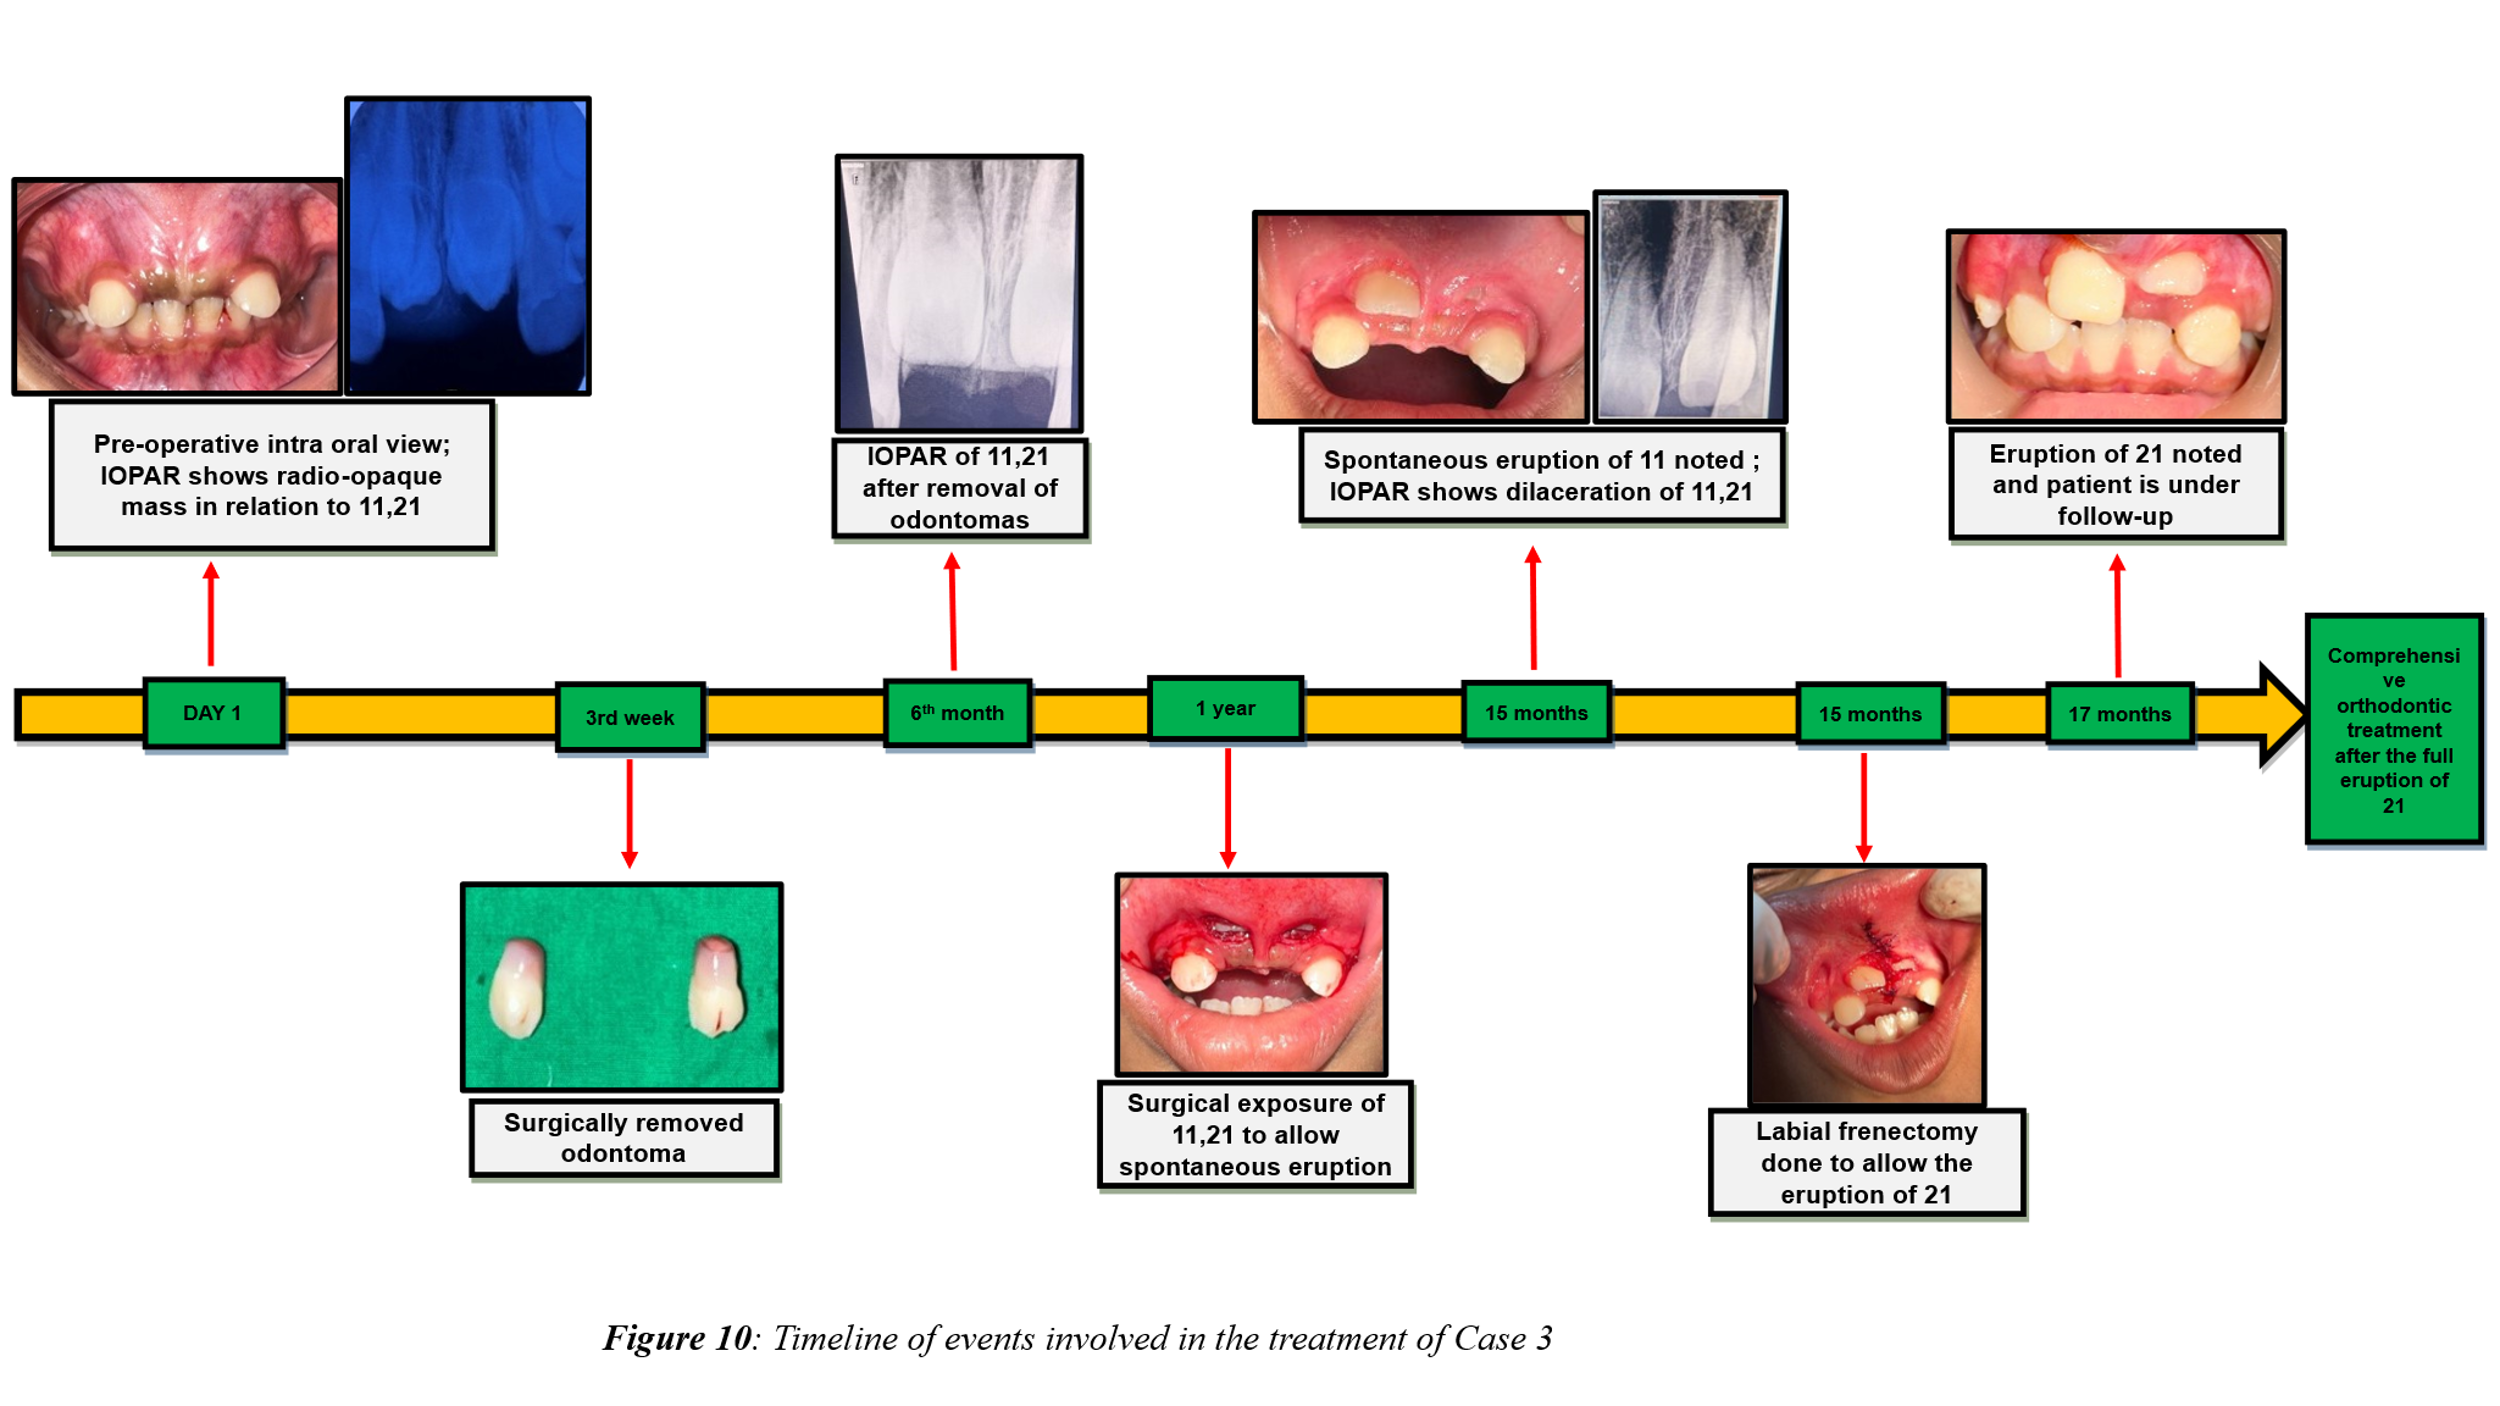 Pre-operative intra oral view;
IOPAR shows radio-opaque
mass in relation to 11,21
IOPAR of 11,21
after removal of
odontomas
Spontaneous eruption of 11 noted ;
IOPAR shows dilaceration of 11,21
Eruption of 21 noted
and patient is under
follow-up
DAY 1
3rd week
6th month
1 year
15 months
15 months
17 months
Comprehensi
ve
orthodontic
treatment
after the full
eruption of
21
Surgically removed
odontoma
Surgical exposure of
11,21 to allow
spontaneous eruption
Labial frenectomy
done to allow the
eruption of 21
Figure 10: Timeline of events involved in the treatment of Case 3